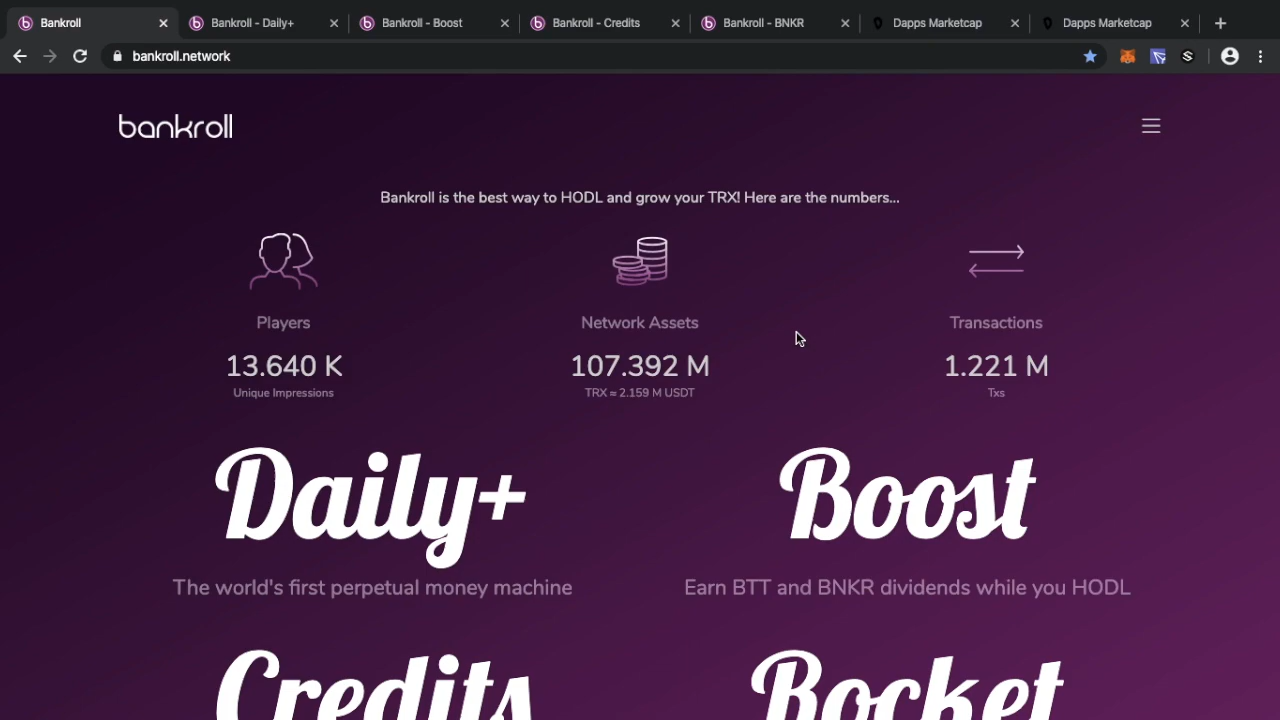 Bankroll
Bankroll - Daily+
Bankroll - Boost
Bankroll - Credits
Bankroll - BNKR
Dapps Marketcap
Dapps Marketcap
bankroll.network
bankroll
Bankroll is the best way to HODL and grow your TRX! Here are the numbers...
Players
Network Assets
Transactions
13.640 K
107.392 M
1.221 M
Unique Impressions
TRX ≈ 2.159 M USDT
Txs
Daily+
Boost
The world's first perpetual money machine
Earn BTT and BNKR dividends while you HODL
Credits
Rocket